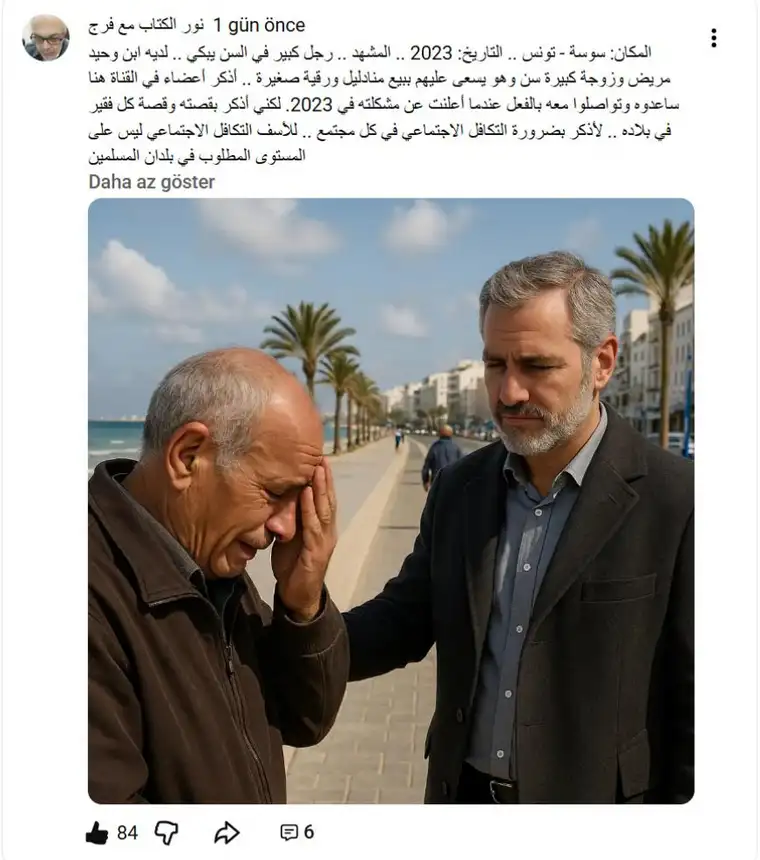 نور الكتاب مع فرج 1 gün önce
المكان: سوسة - تونس .. التاريخ: 2023 .. المشهد .. رجل كبير في السن يبكي .. لديه ابن وحيد
مريض وزوجة كبيرة سن وهو يسعى عليهم ببيع مناديل ورقية صغيرة .. أذكر أعضاء في القناة هنا
ساعدوه وتواصلوا معه بالفعل عندما أعلنت عن مشكلته في 2023. لكني أذكر بقصته وقصة كل فقير
في بلاده .. لأذكر بضرورة التكافل الاجتماعي في كل مجتمع .. للأسف التكافل الاجتماعي ليس على
المستوى المطلوب في بلدان المسلمين
Daha az göster
84 6